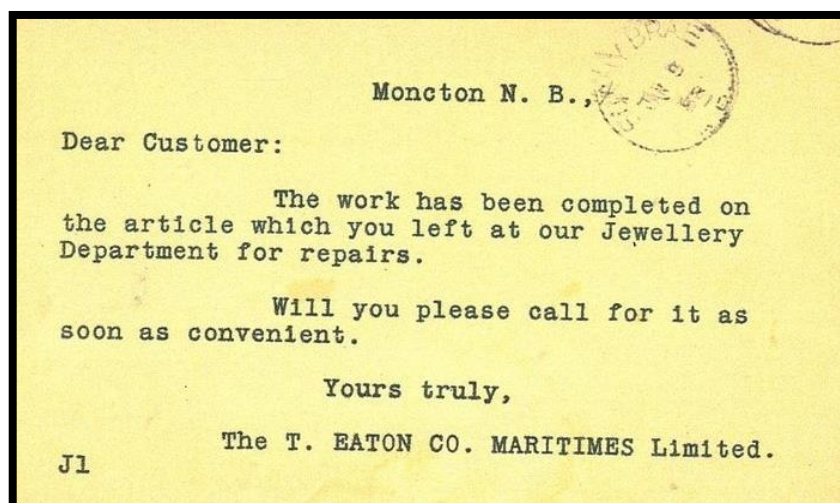 Moncton N. B.,
Dear Customer:
The work has been completed on
the article which you left at our Jewellery
Department for repairs.
Will you please call for it as
soon as convenient.
Yours truly,
The T. EATON CO. MARITIMES Limited.
J1